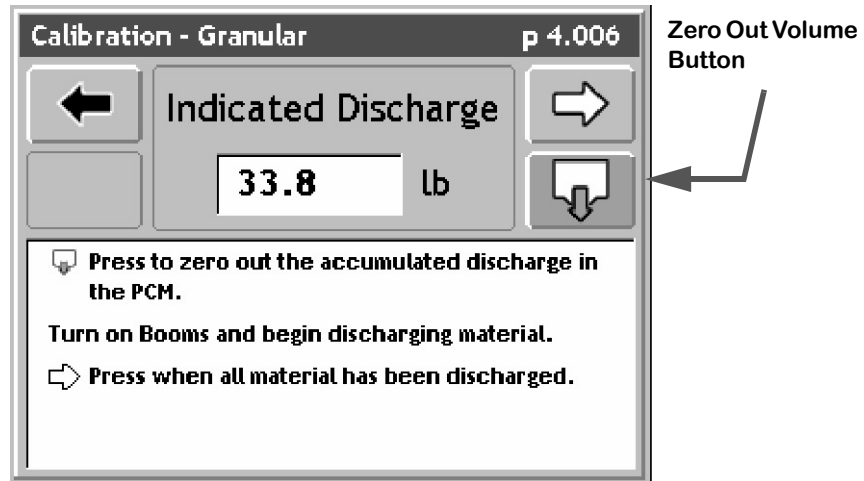 Calibration - Granular p 4.006
Zero Out Volume
Button
Indicated Discharge
33.8 lb
Press to zero out the accumulated discharge in
the PCM.
Turn on Booms and begin discharging material.
Press when all material has been discharged.